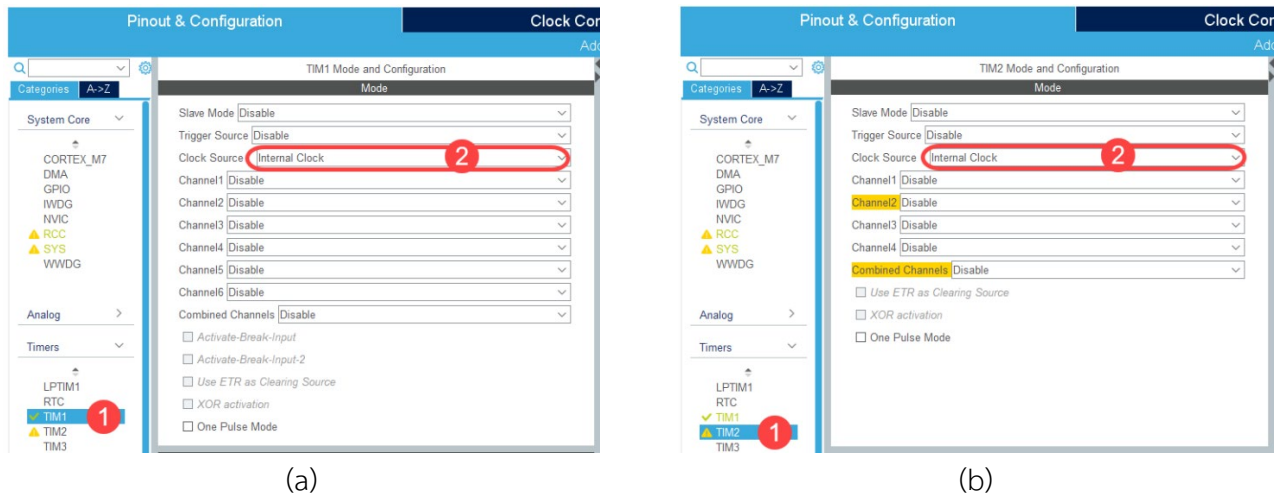 Pinout & Configuration
Clock Con
Add
TIM1 Mode and Configuration
Categories A->Z
Mode
System Core
Slave Mode Disable
Trigger Source Disable
Clock Source Internal Clock 2
CORTEX_M7
DMA
GPIO
IWDG
NVIC
RCC
SYS
WWDG
Channel1 Disable
Channel2 Disable
Channel3 Disable
Channel4 Disable
Channel5 Disable
Channel6 Disable
Combined Channels Disable
Activate-Break-Input
Activate-Break-Input-2
Use ETR as Clearing Source
XOR activation
One Pulse Mode
Analog
Timers
LPTIM1
RTC
TIM1 1
TIM2
TIM3
(a)
Pinout & Configuration
Clock Con
Add
TIM2 Mode and Configuration
Categories A->Z
Mode
System Core
Slave Mode Disable
Trigger Source Disable
Clock Source Internal Clock 2
CORTEX_M7
DMA
GPIO
IWDG
NVIC
RCC
SYS
WWDG
Channel1 Disable
Channel2 Disable
Channel3 Disable
Channel4 Disable
Combined Channels Disable
Use ETR as Clearing Source
XOR activation
One Pulse Mode
Analog
Timers
LPTIM1
RTC
TIM1
TIM2 1
TIM3
(b)